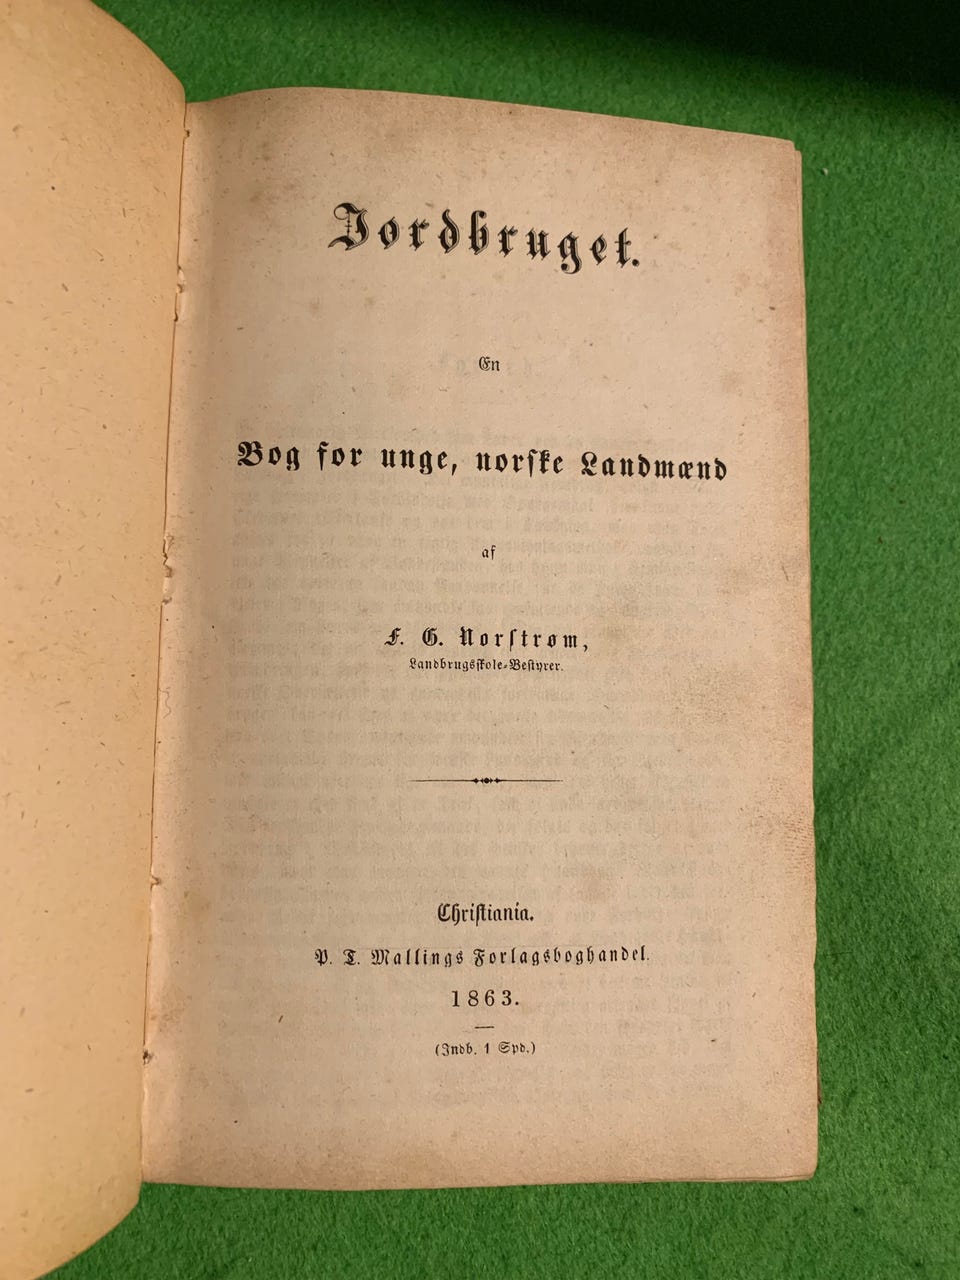 Jordbruget.
En
Bog for unge, norske Landmænd
af
F. G. Norstrøm,
Landbrugsskole-Bestyrer.
Christiania.
P. T. Mallings Forlagsboghandel.
1863.
(Indb. 1 Spd.)